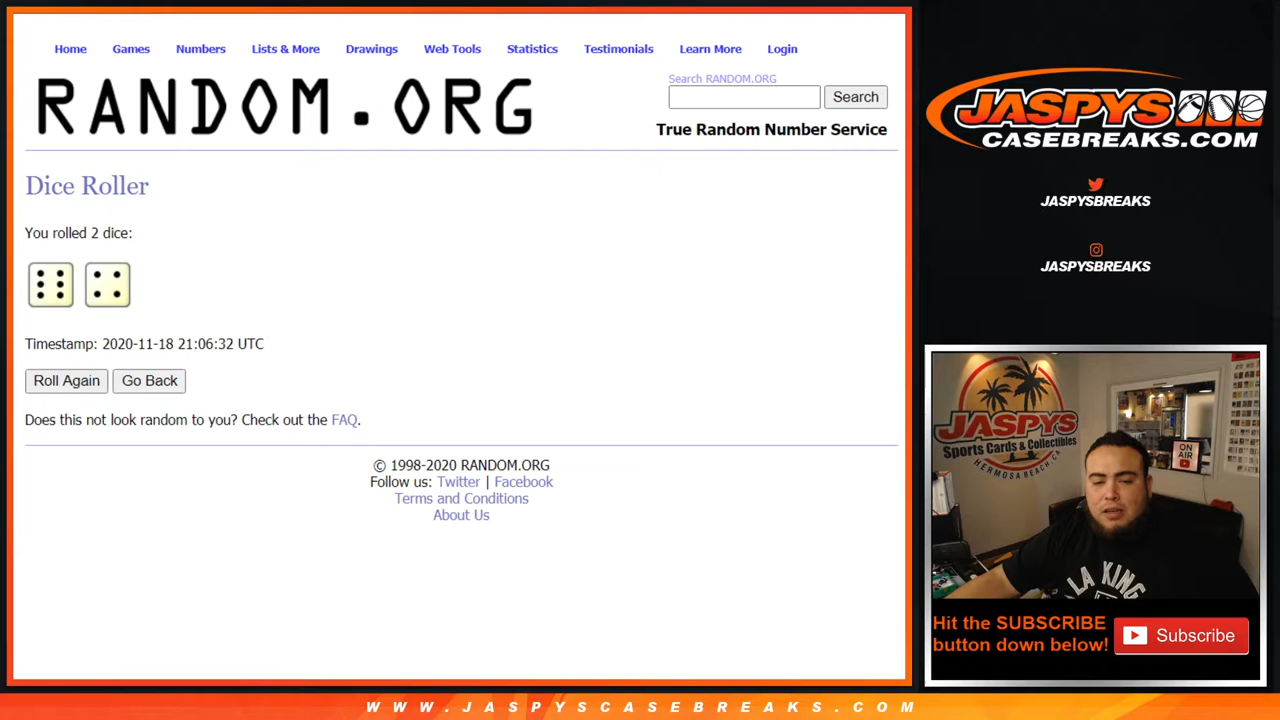 Home Games Numbers Lists & More Drawings Web Tools Statistics Testimonials Learn More Login
RANDOM.ORG
Search RANDOM.ORG
Search
True Random Number Service
Dice Roller
You rolled 2 dice:
Timestamp: 2020-11-18 21:06:32 UTC
Roll Again Go Back
Does this not look random to you? Check out the FAQ.
© 1998-2020 RANDOM.ORG
Follow us: Twitter | Facebook
Terms and Conditions
About Us
JASPYS
CASEBREAKS.COM
JASPYSBREAKS
JASPYSBREAKS
JASPYS
Sports Cards & Collectibles
HERMOSA BEACH, CA
ON
AIR
LA KING
Hit the SUBSCRIBE
button down below!
Subscribe
WWW.JASPYSCASEBREAKS.COM